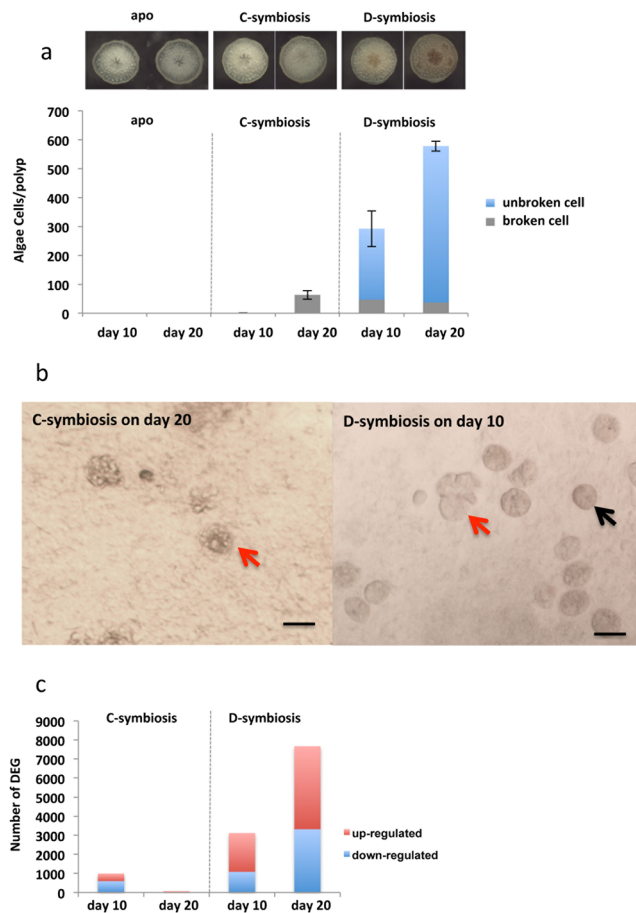 apo C-symbiosis D-symbiosis
a
700
600
500
400
300
200
100
0
Algae Cells/polyp
apo C-symbiosis D-symbiosis
unbroken cell
broken cell
day 10 day 20 day 10 day 20 day 10 day 20
b
C-symbiosis on day 20 D-symbiosis on day 10
c
9000
8000
7000
6000
5000
4000
3000
2000
1000
0
Number of DEG
C-symbiosis D-symbiosis
up-regulated
down-regulated
day 10 day 20 day 10 day 20